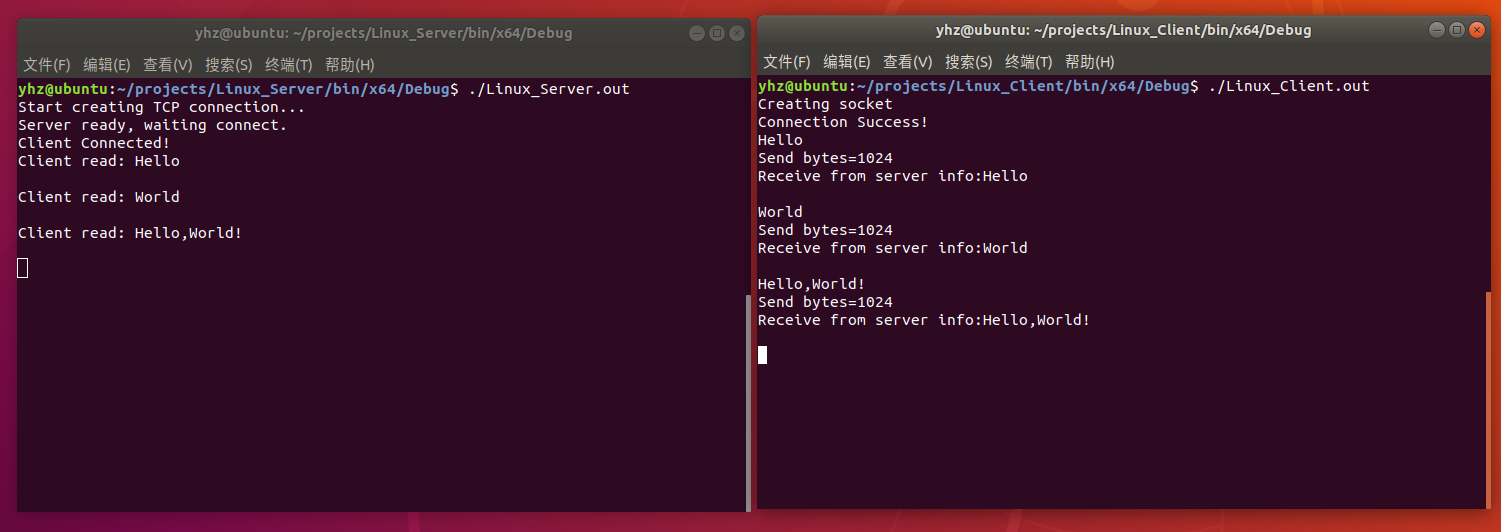 yhz@ubuntu: ~/projects/Linux_Server/bin/x64/Debug
文件(F) 编辑(E) 查看(V) 搜索(S) 终端(T) 帮助(H)
yhz@ubuntu:~/projects/Linux_Server/bin/x64/Debug$ ./Linux_Server.out
Start creating TCP connection...
Server ready, waiting connect.
Client Connected!
Client read: Hello
Client read: World
Client read: Hello,World!
yhz@ubuntu: ~/projects/Linux_Client/bin/x64/Debug
文件(F) 编辑(E) 查看(V) 搜索(S) 终端(T) 帮助(H)
yhz@ubuntu:~/projects/Linux_Client/bin/x64/Debug$ ./Linux_Client.out
Creating socket
Connection Success!
Hello
Send bytes=1024
Receive from server info:Hello
World
Send bytes=1024
Receive from server info:World
Hello,World!
Send bytes=1024
Receive from server info:Hello,World!